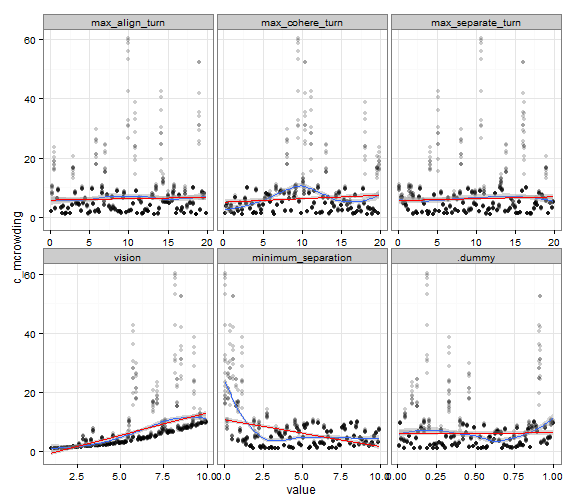 max_align_turn max_cohere_turn max_separate_turn
60
40
20
0
0 5 10 15 20 0 5 10 15 20 0 5 10 15 20
vision minimum_separation .dummy
60
40
20
0
2.5 5.0 7.5 10.0 0.0 2.5 5.0 7.5 10.0 0.00 0.25 0.50 0.75 1.00
value